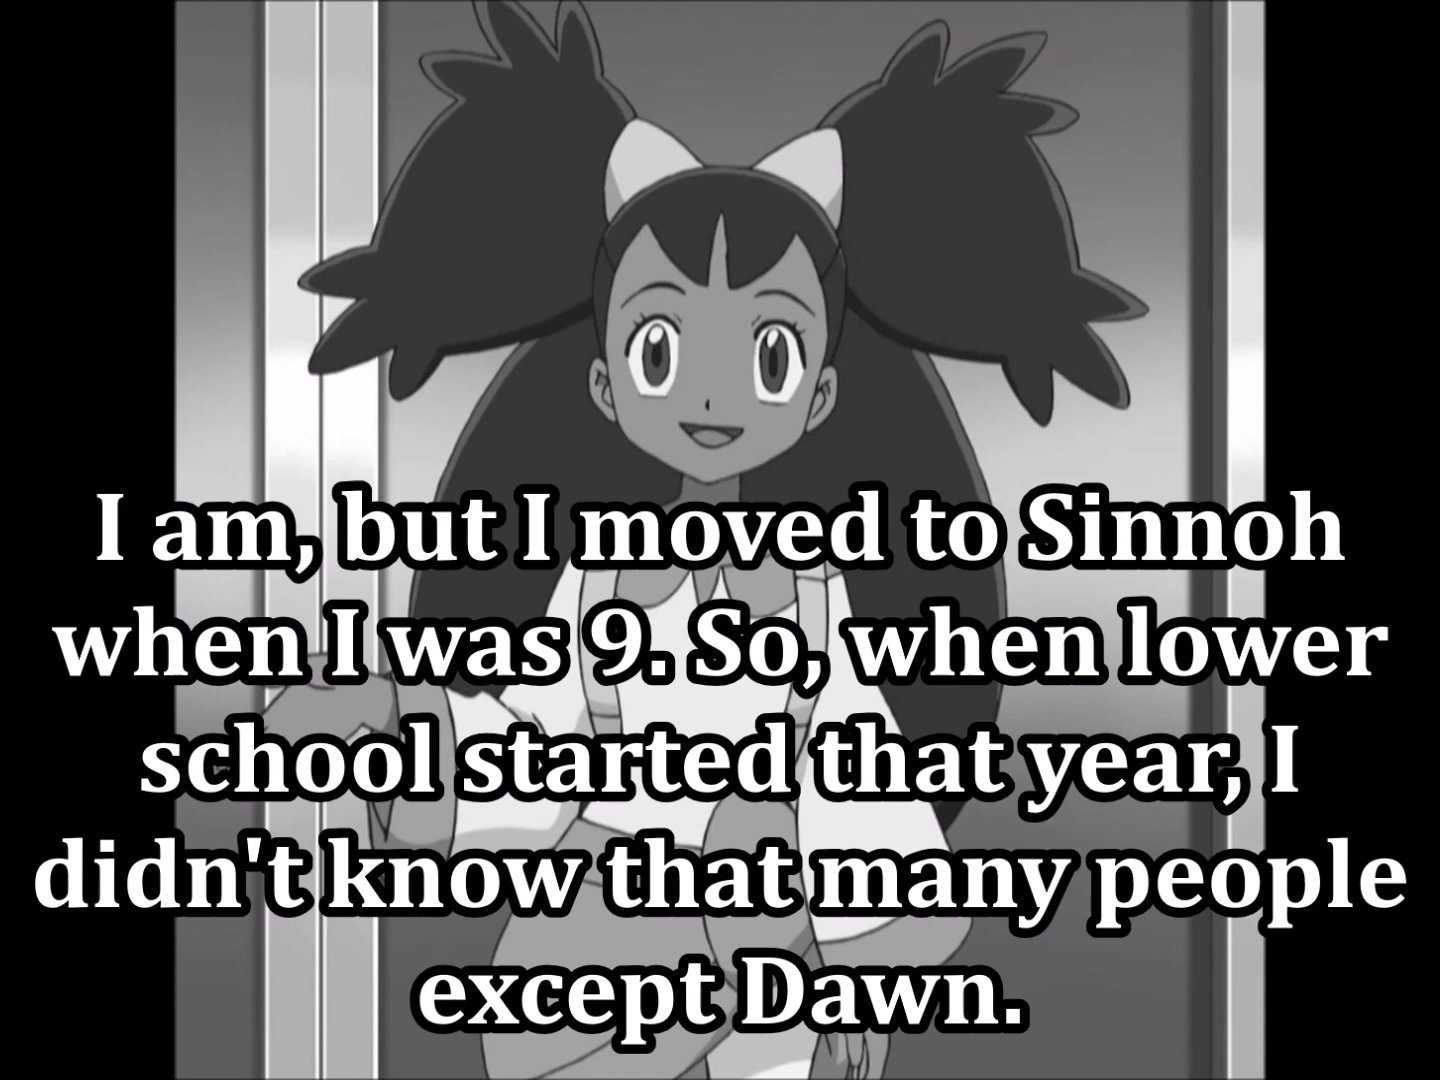 I am, but I moved to Sinnoh
when I was 9. So, when lower
school started that year, I
didn't know that many people
except Dawn.